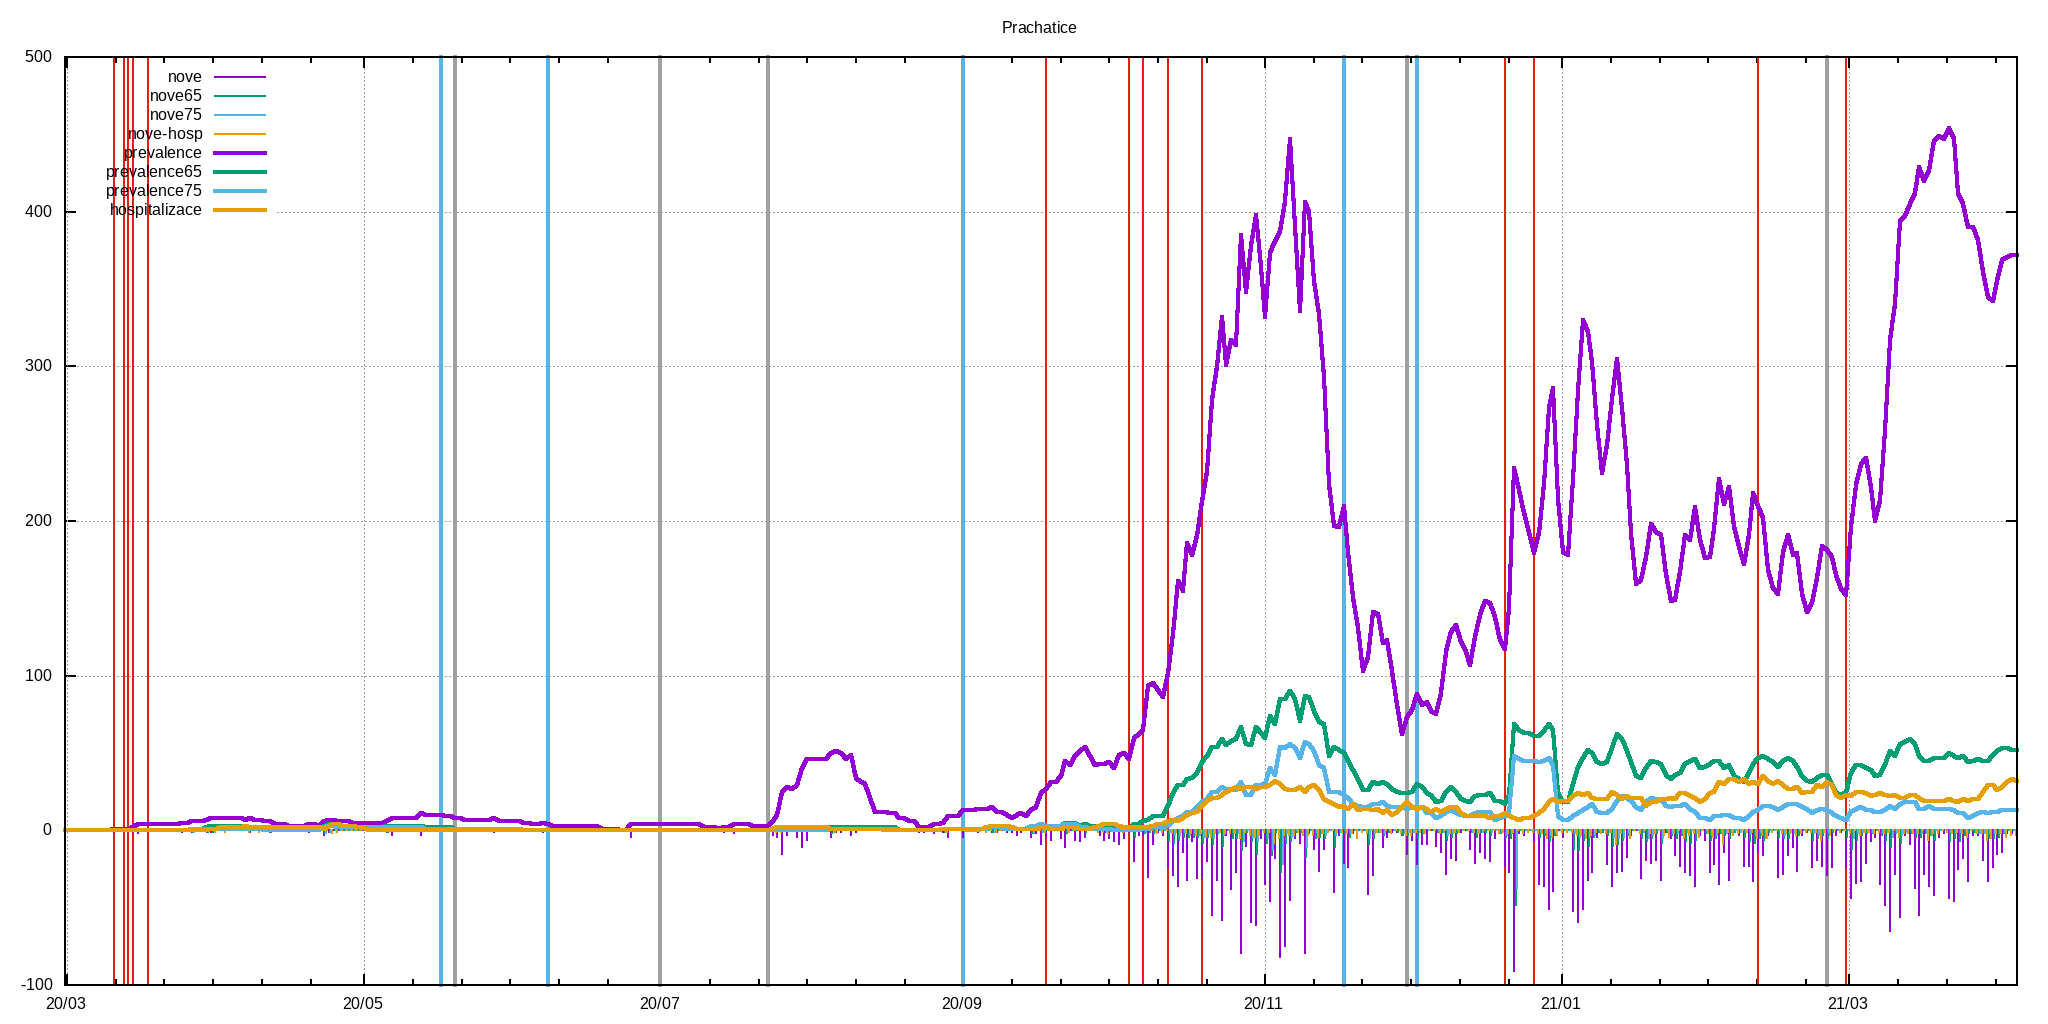 Prachatice
500
400
300
200
100
0
-100
nove
nove65
nove75
nove-hosp
prevalence
prevalence65
prevalence75
hospitalizace
20/03 20/05 20/07 20/09 20/11 21/01 21/03